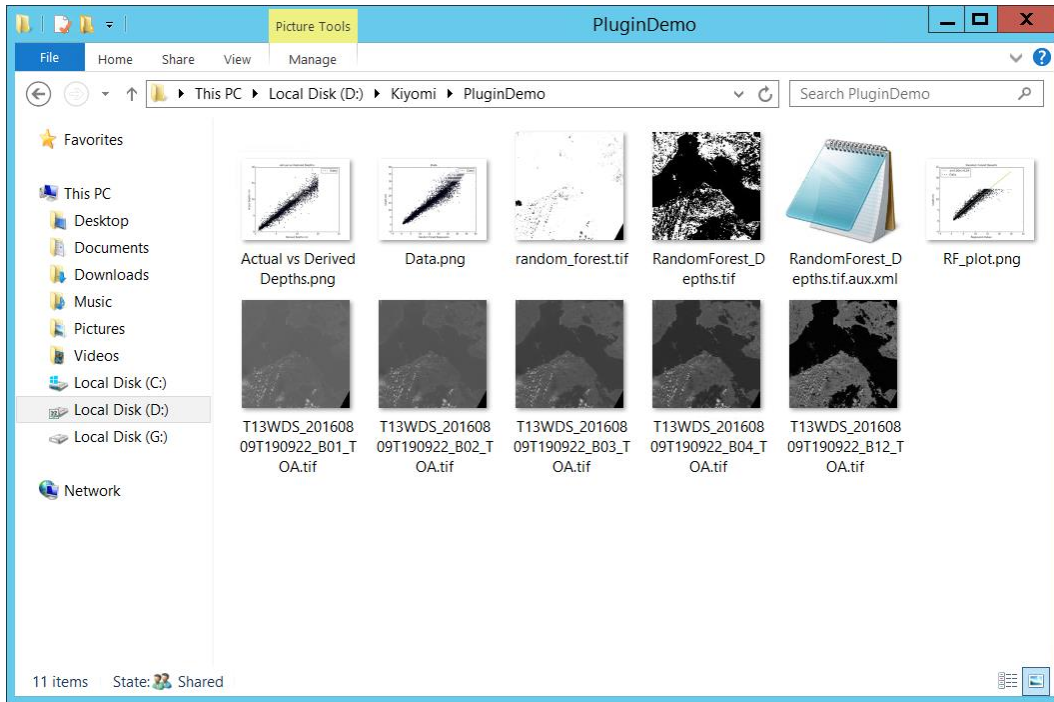 Picture Tools
PluginDemo
File
Home
Share
View
Manage
This PC
Local Disk (D:)
Kiyomi
PluginDemo
Search PluginDemo
Favorites
This PC
Desktop
Documents
Downloads
Music
Pictures
Videos
Local Disk (C:)
Local Disk (D:)
Local Disk (G:)
Network
Actual vs Derived
Depths.png
Data.png
random_forest.tif
RandomForest_D
epths.tif
RandomForest_D
epths.tif.aux.xml
RF_plot.png
T13WDS_201608
09T190922_B01_T
OA.tif
T13WDS_201608
09T190922_B02_T
OA.tif
T13WDS_201608
09T190922_B03_T
OA.tif
T13WDS_201608
09T190922_B04_T
OA.tif
T13WDS_201608
09T190922_B12_T
OA.tif
11 items
State:
Shared